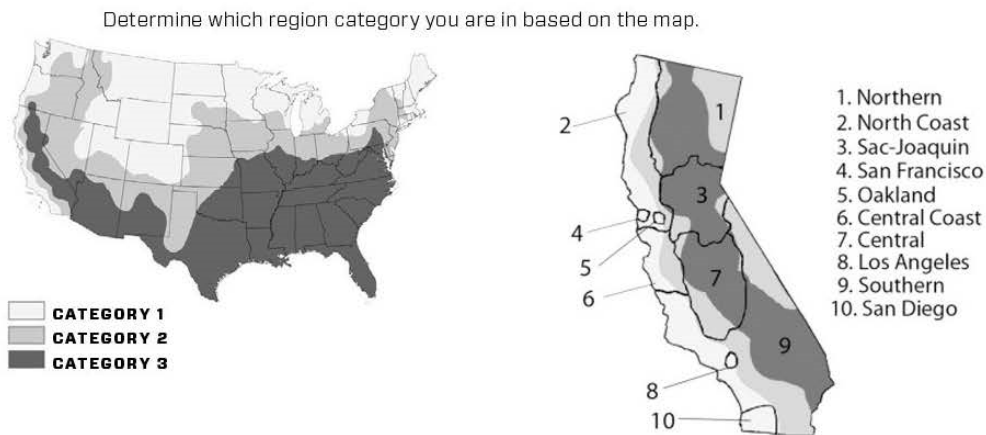 Determine which region category you are in based on the map.
CATEGORY 1
CATEGORY 2
CATEGORY 3
1
2
3
4
5
6
7
8
9
10
1. Northern
2. North Coast
3. Sac-Joaquin
4. San Francisco
5. Oakland
6. Central Coast
7. Central
8. Los Angeles
9. Southern
10. San Diego